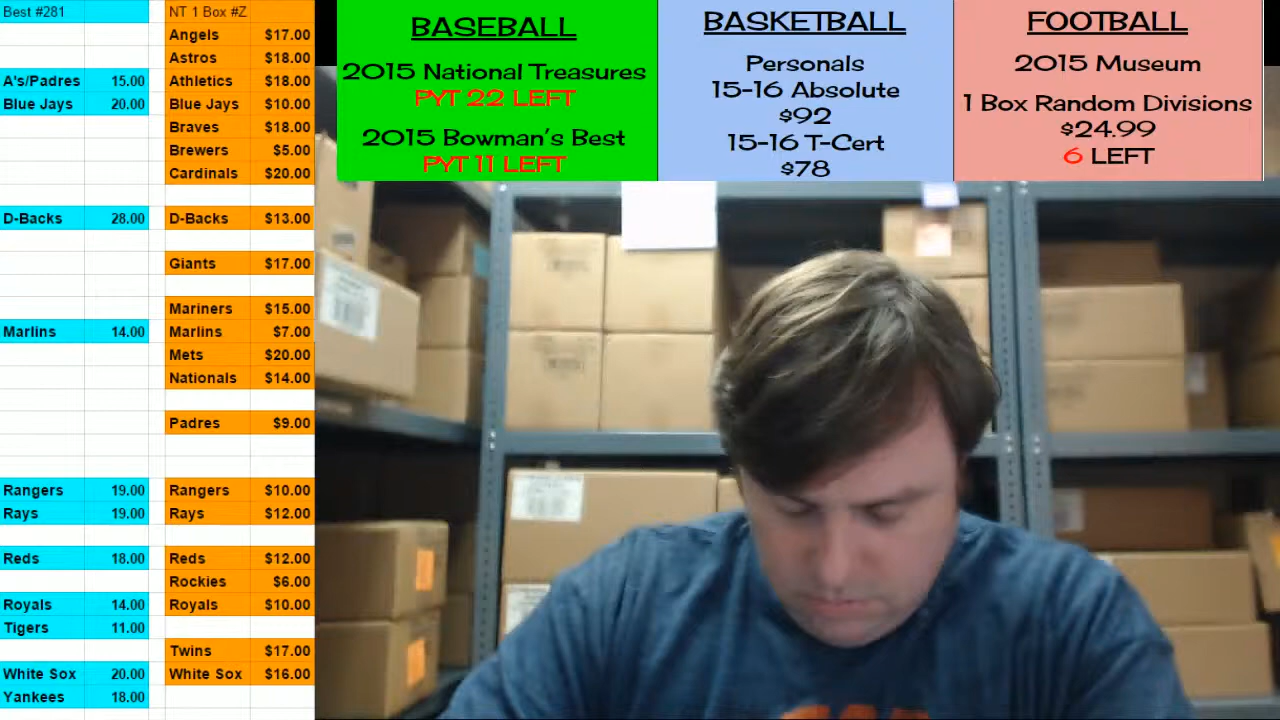 Best #281
A's/Padres 15.00
Blue Jays 20.00
D-Backs 28.00
Marlins 14.00
Rangers 19.00
Rays 19.00
Reds 18.00
Royals 14.00
Tigers 11.00
White Sox 20.00
Yankees 18.00
NT 1 Box #Z
Angels $17.00
Astros $18.00
Athletics $18.00
Blue Jays $10.00
Braves $18.00
Brewers $5.00
Cardinals $20.00
D-Backs $13.00
Giants $17.00
Mariners $15.00
Marlins $7.00
Mets $20.00
Nationals $14.00
Padres $9.00
Rangers $10.00
Rays $12.00
Reds $12.00
Rockies $6.00
Royals $10.00
Twins $17.00
White Sox $16.00
BASEBALL
2015 National Treasures
PYT 22 LEFT
2015 Bowman's Best
PYT 11 LEFT
BASKETBALL
Personals
15-16 Absolute
$92
15-16 T-Cert
$78
FOOTBALL
2015 Museum
1 Box Random Divisions
$24.99
6 LEFT